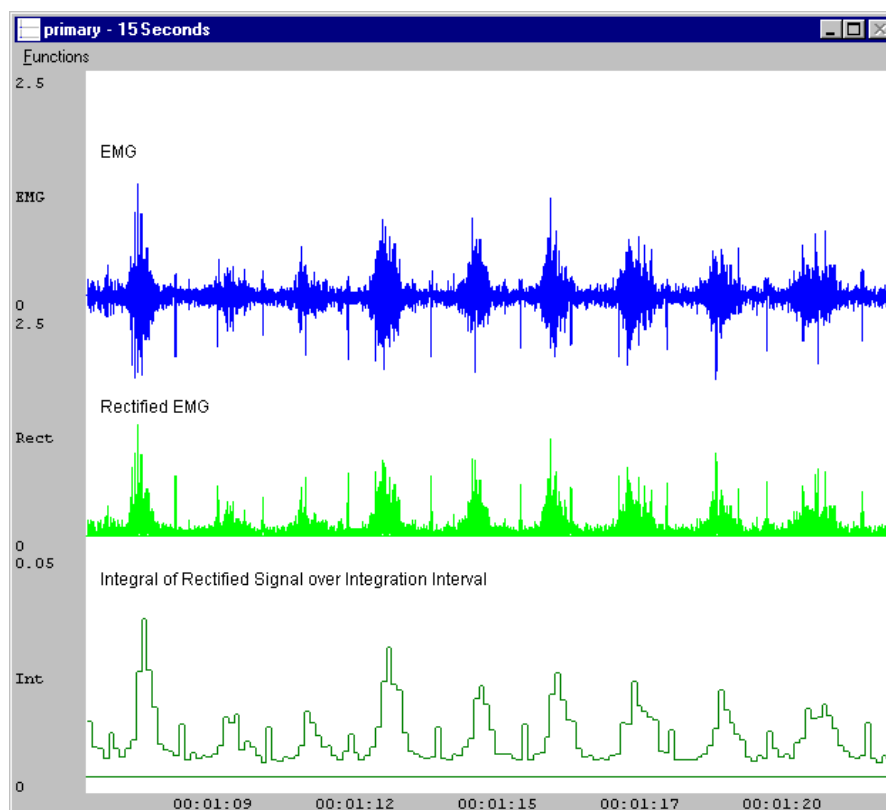 primary - 15 Seconds
Functions
2.5
EMG
EMG
0
2.5
Rectified EMG
Rect
0
0.05
Integral of Rectified Signal over Integration Interval
Int
0
00:01:09 00:01:12 00:01:15 00:01:17 00:01:20